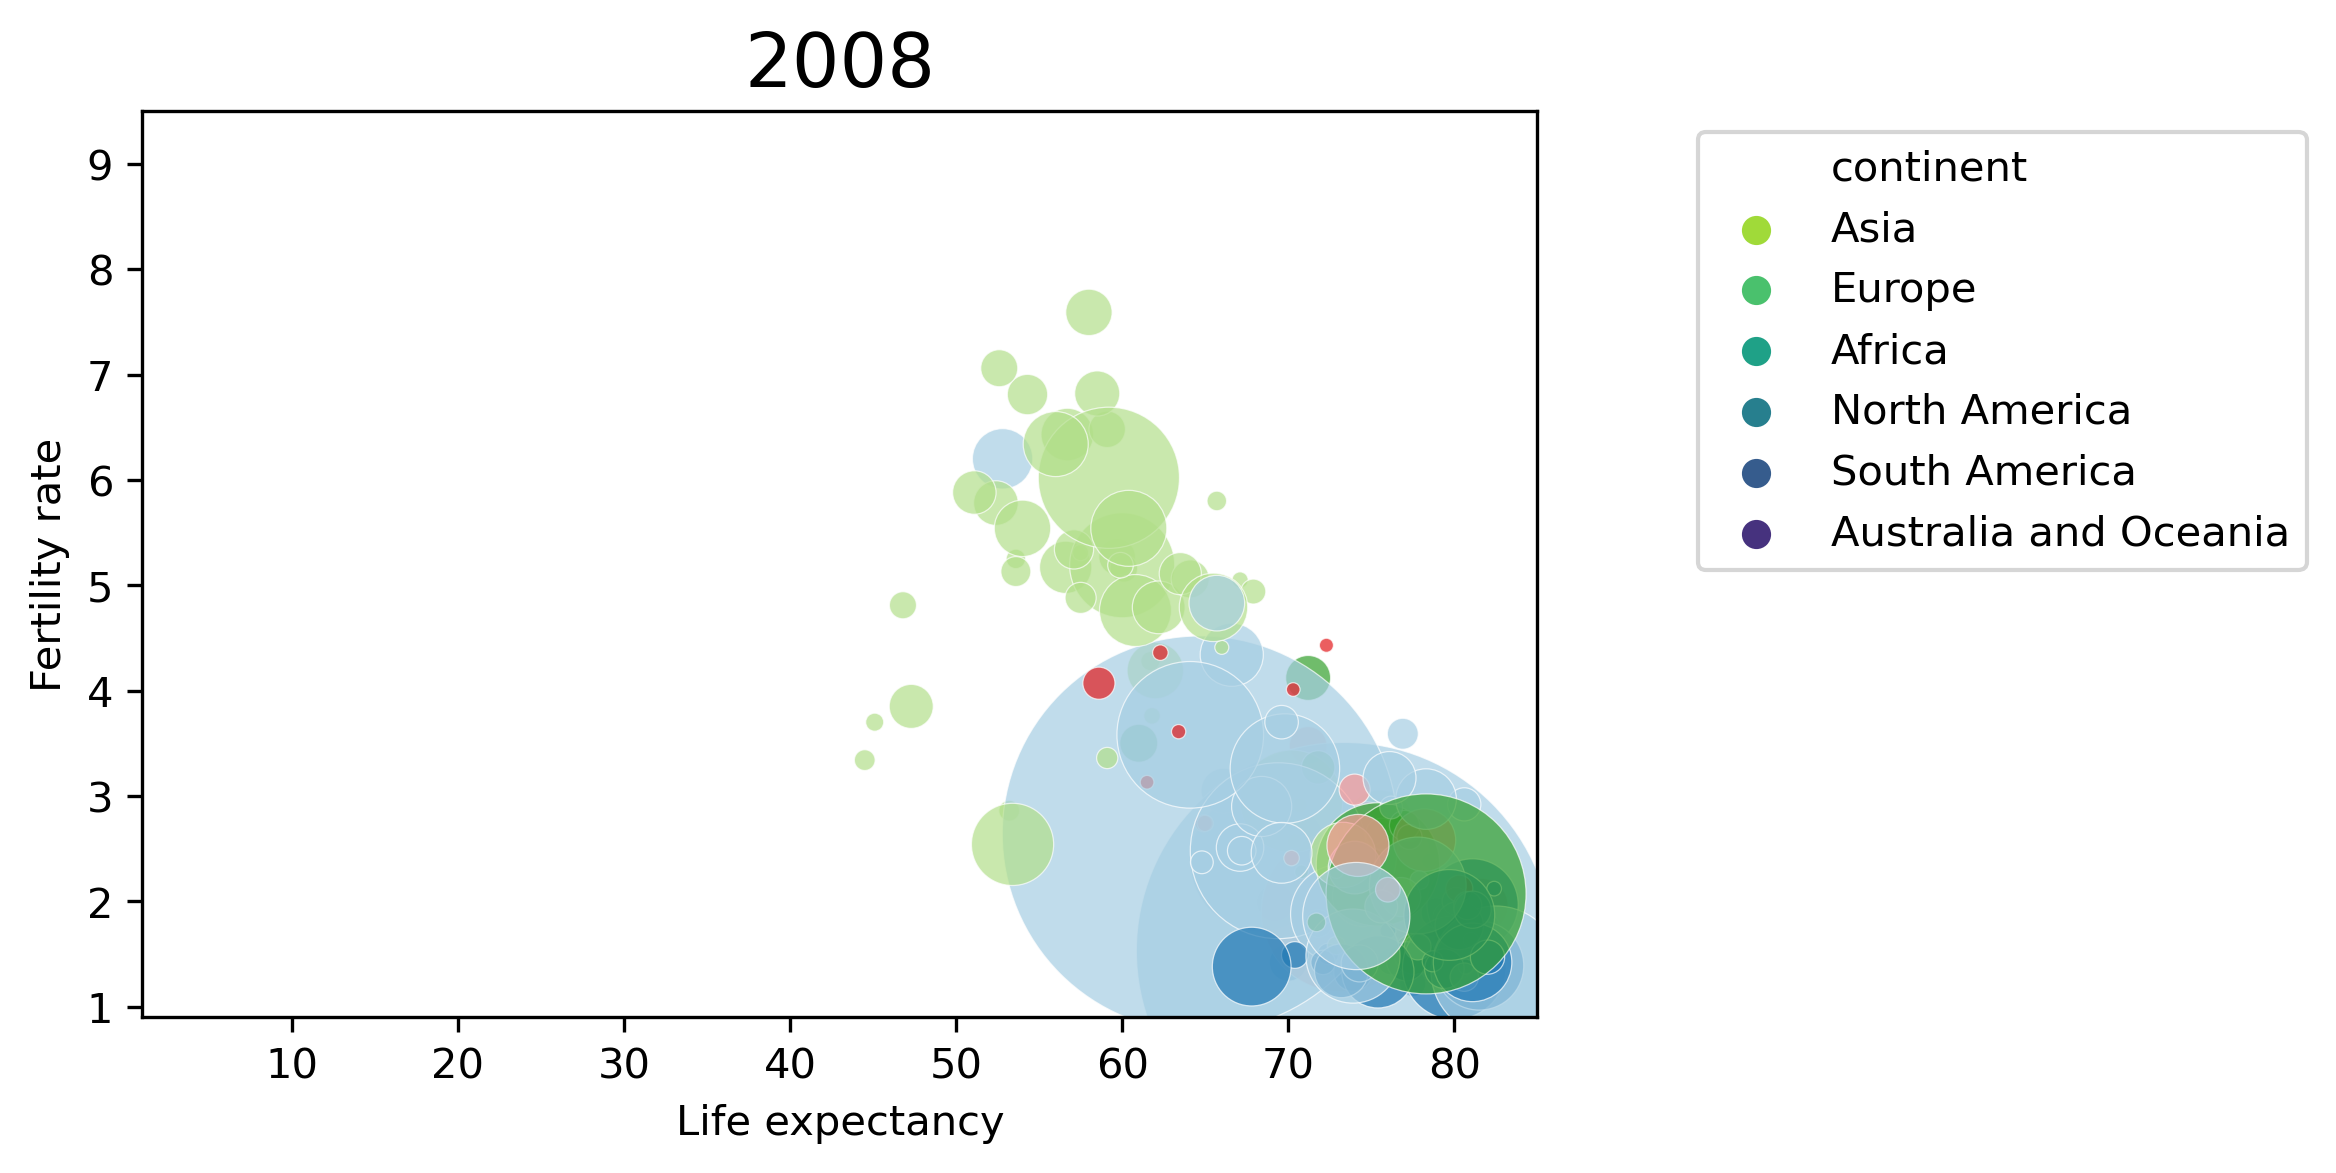 2008
9
8
7
6
5
4
3
2
1
Fertility rate
10 20 30 40 50 60 70 80
Life expectancy
continent
Asia
Europe
Africa
North America
South America
Australia and Oceania